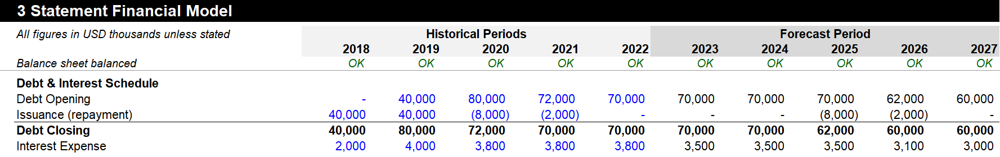 3 Statement Financial Model
All figures in USD thousands unless stated Historical Periods Forecast Period
2018 2019 2020 2021 2022 2023 2024 2025 2026 2027
Balance sheet balanced OK OK OK OK OK OK OK OK OK OK
Debt & Interest Schedule
Debt Opening - 40,000 80,000 72,000 70,000 70,000 70,000 70,000 62,000 60,000
Issuance (repayment) 40,000 40,000 (8,000) (2,000) - - - (8,000) (2,000) -
Debt Closing 40,000 80,000 72,000 70,000 70,000 70,000 70,000 62,000 60,000 60,000
Interest Expense 2,000 4,000 3,800 3,800 3,800 3,500 3,500 3,500 3,100 3,000